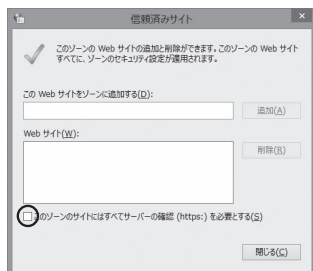 信頼済みサイト
このゾーンの Web サイトの追加と削除ができます。このゾーンの Web サイト
すべてに、ゾーンのセキュリティ設定が適用されます。
この Web サイトをゾーンに追加する(D):
追加(A)
Web サイト(W):
削除(R)
このゾーンのサイトにはすべてサーバーの確認 (https:) を必要とする(S)
閉じる(C)